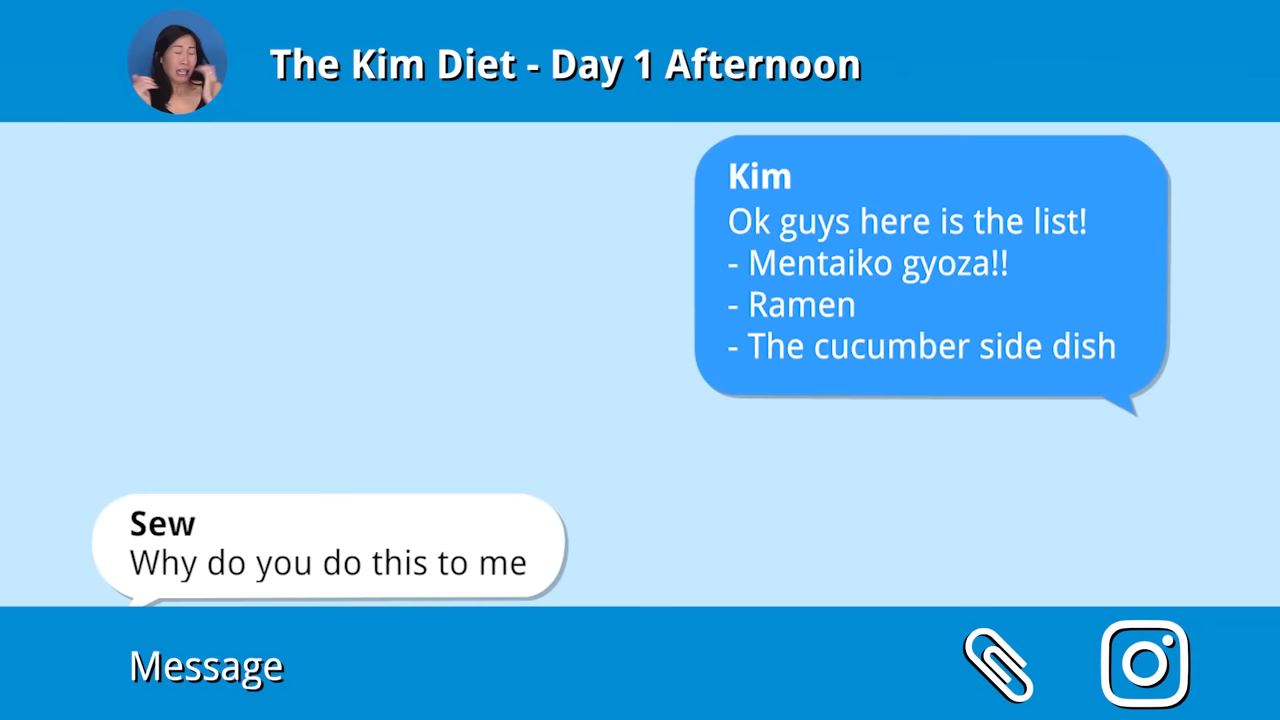 The Kim Diet - Day 1 Afternoon
Kim
Ok guys here is the list!
- Mentaiko gyoza!!
- Ramen
- The cucumber side dish
Sew
Why do you do this to me
Message